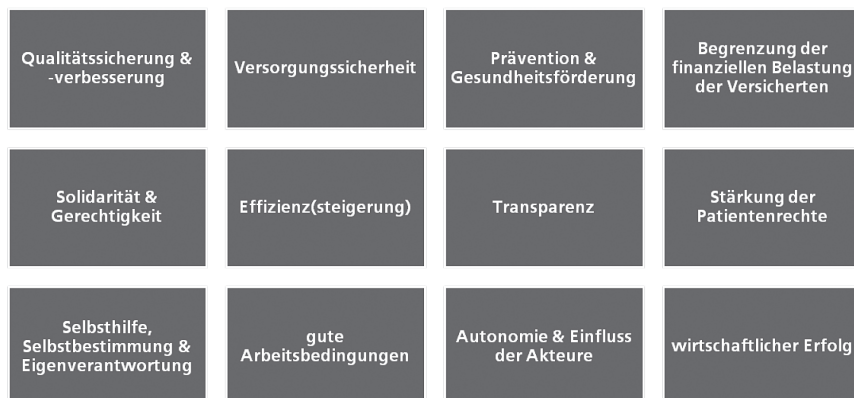 Qualitätssicherung &
-verbesserung
Versorgungssicherheit
Prävention &
Gesundheitsförderung
Begrenzung der
finanziellen Belastung
der Versicherten
Solidarität &
Gerechtigkeit
Effizienz(steigerung)
Transparenz
Stärkung der
Patientenrechte
Selbsthilfe,
Selbstbestimmung &
Eigenverantwortung
gute
Arbeitsbedingungen
Autonomie & Einfluss
der Akteure
wirtschaftlicher Erfolg